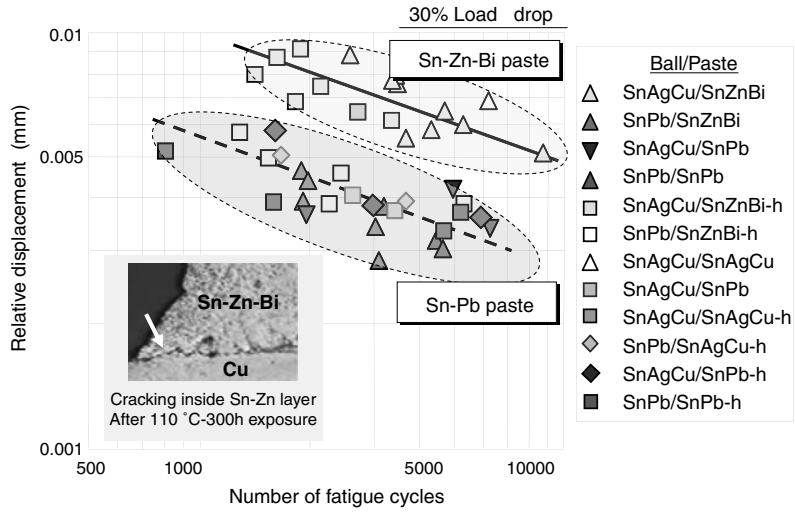 30% Load drop
0.01
Sn-Zn-Bi paste
0.005
Relative displacement (mm)
Sn-Pb paste
Sn-Zn-Bi
Cu
Cracking inside Sn-Zn layer
After 110 ˚C-300h exposure
0.001
500
1000
5000
10000
Number of fatigue cycles
Ball/Paste
SnAgCu/SnZnBi
SnPb/SnZnBi
SnAgCu/SnPb
SnPb/SnPb
SnAgCu/SnZnBi-h
SnPb/SnZnBi-h
SnAgCu/SnAgCu
SnAgCu/SnPb
SnAgCu/SnAgCu-h
SnPb/SnAgCu-h
SnAgCu/SnPb-h
SnPb/SnPb-h